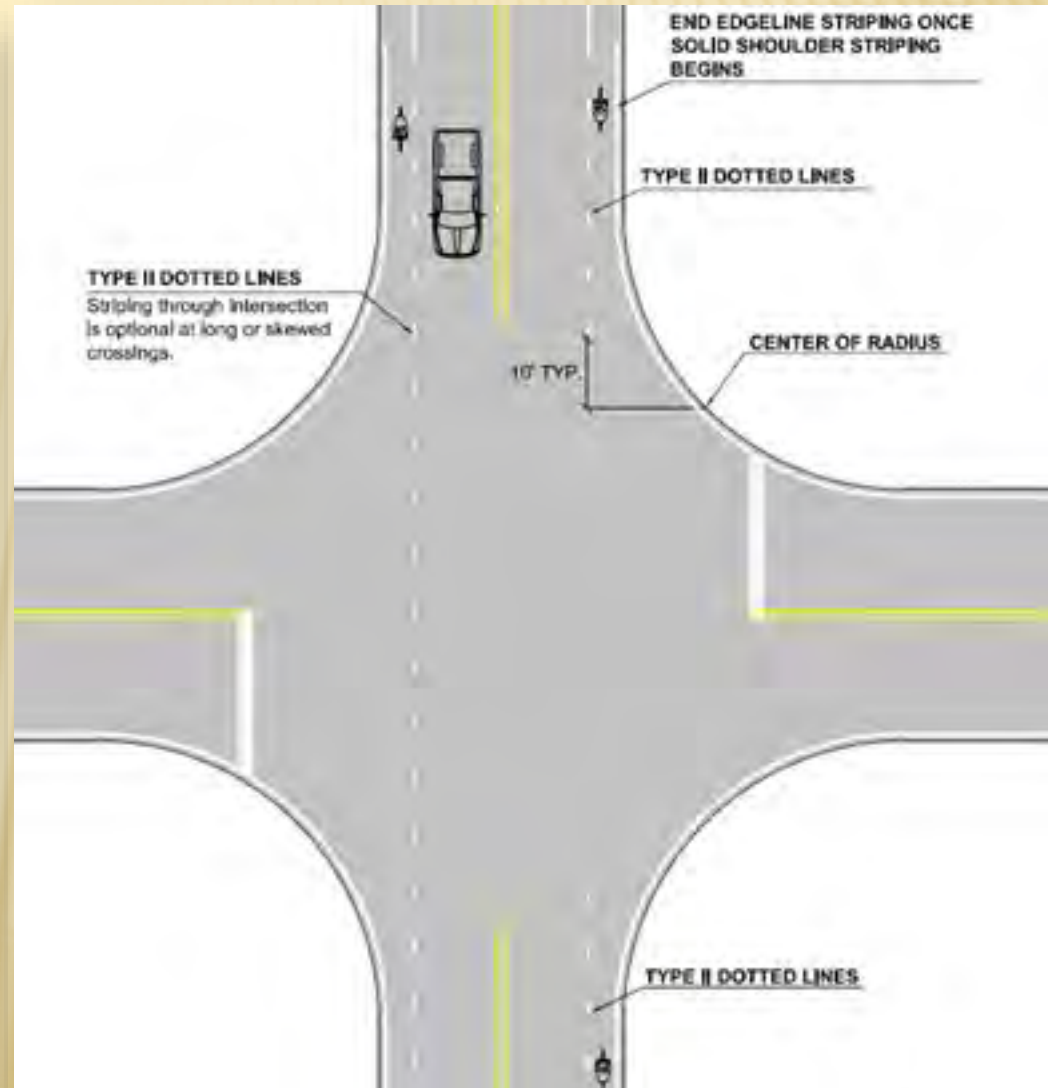 END EDGELINE STRIPING ONCE
SOLID SHOULDER STRIPING
BEGINS
TYPE II DOTTED LINES
TYPE II DOTTED LINES
Striping through intersection
is optional at long or skewed
crossings.
CENTER OF RADIUS
10' TYP.
TYPE II DOTTED LINES